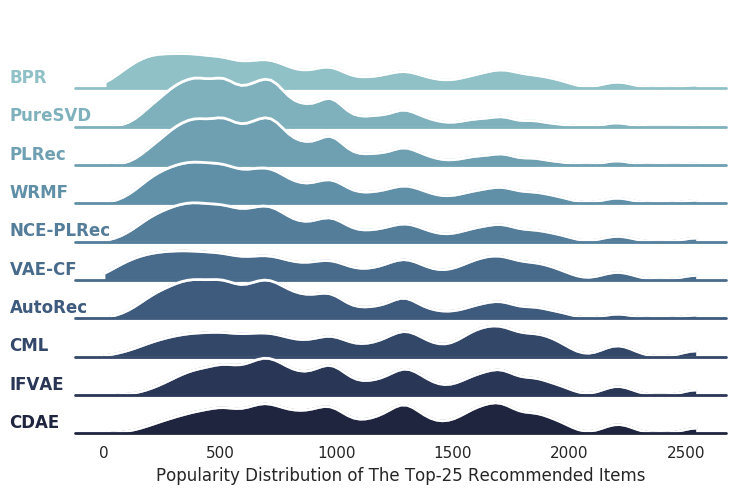 BPR
PureSVD
PLRec
WRMF
NCE-PLRec
VAE-CF
AutoRec
CML
IFVAE
CDAE
0 500 1000 1500 2000 2500
Popularity Distribution of The Top-25 Recommended Items